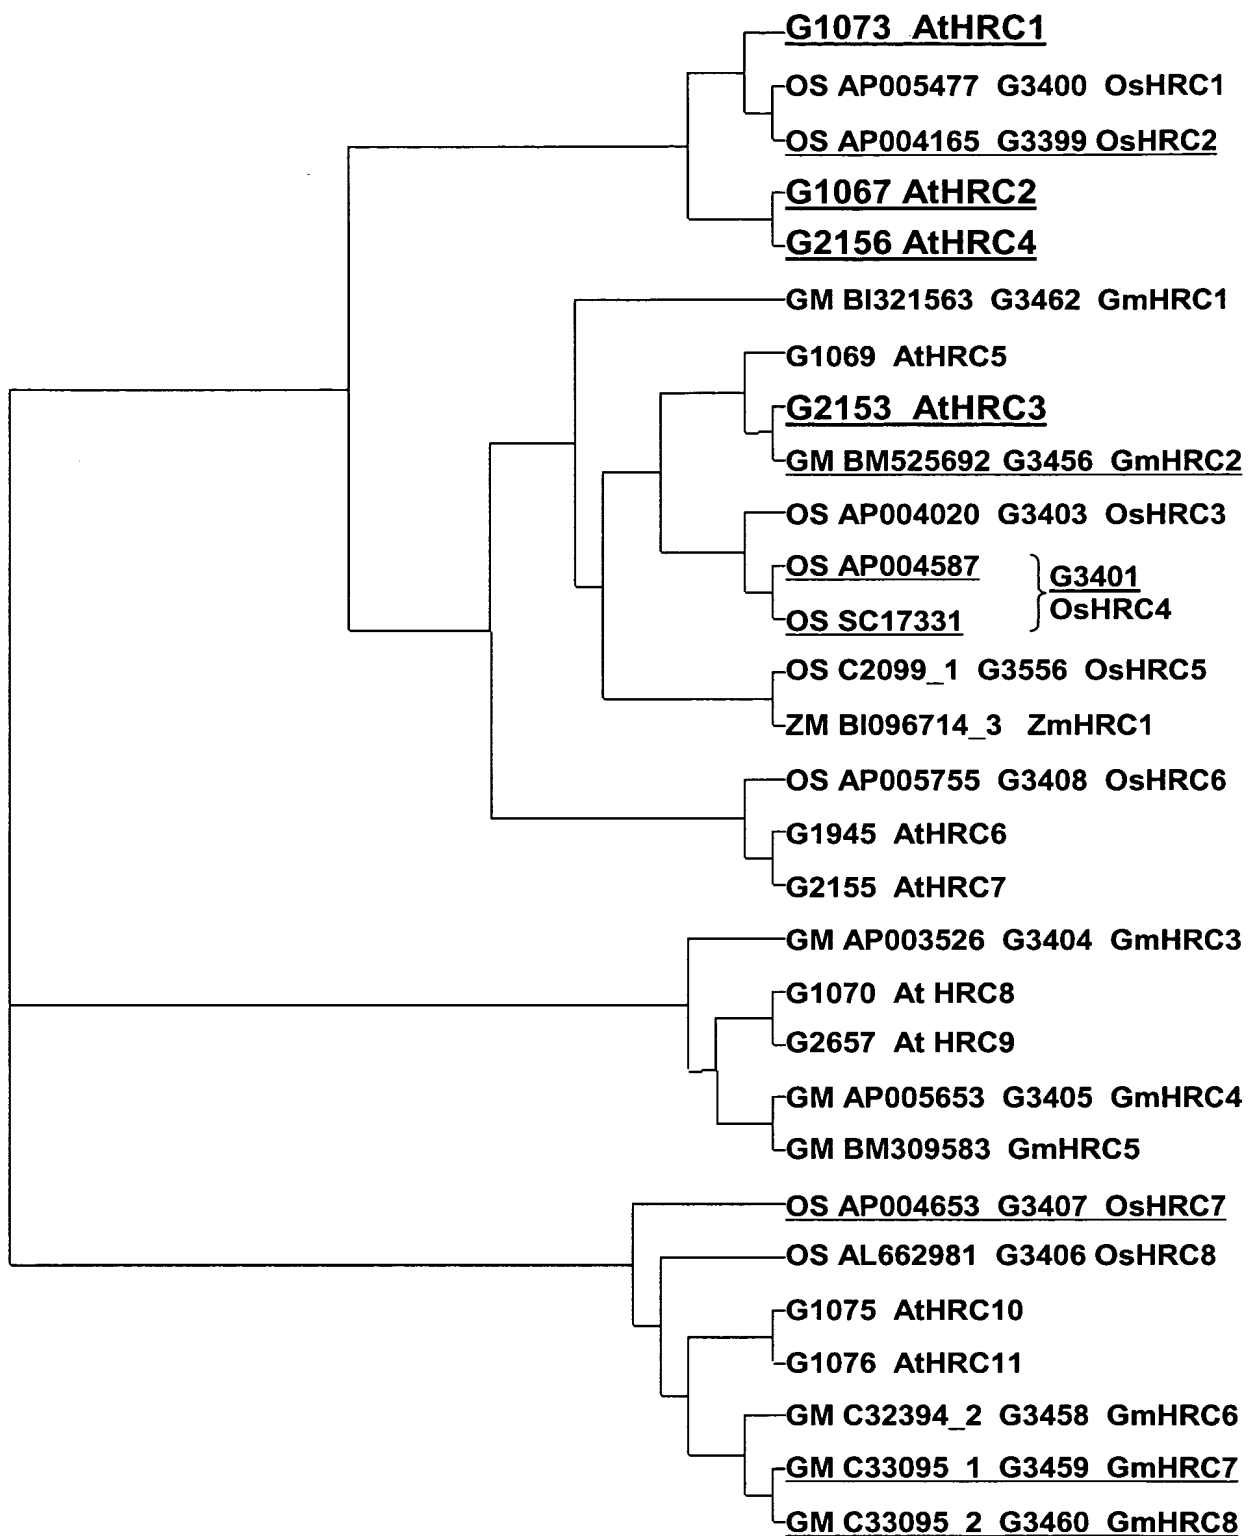 G1073 AtHRC1
OS AP005477 G3400 OsHRC1
OS AP004165 G3399 OsHRC2
G1067 AtHRC2
G2156 AtHRC4
GM BI321563 G3462 GmHRC1
G1069 AtHRC5
G2153 AtHRC3
GM BM525692 G3456 GmHRC2
OS AP004020 G3403 OsHRC3
OS AP004587
G3401
OsHRC4
OS SC17331
OS C2099_1 G3556 OsHRC5
ZM BI096714_3 ZmHRC1
OS AP005755 G3408 OsHRC6
G1945 AtHRC6
G2155 AtHRC7
GM AP003526 G3404 GmHRC3
G1070 At HRC8
G2657 At HRC9
GM AP005653 G3405 GmHRC4
GM BM309583 GmHRC5
OS AP004653 G3407 OsHRC7
OS AL662981 G3406 OsHRC8
G1075 AtHRC10
G1076 AtHRC11
GM C32394_2 G3458 GmHRC6
GM C33095_1 G3459 GmHRC7
GM C33095_2 G3460 GmHRC8